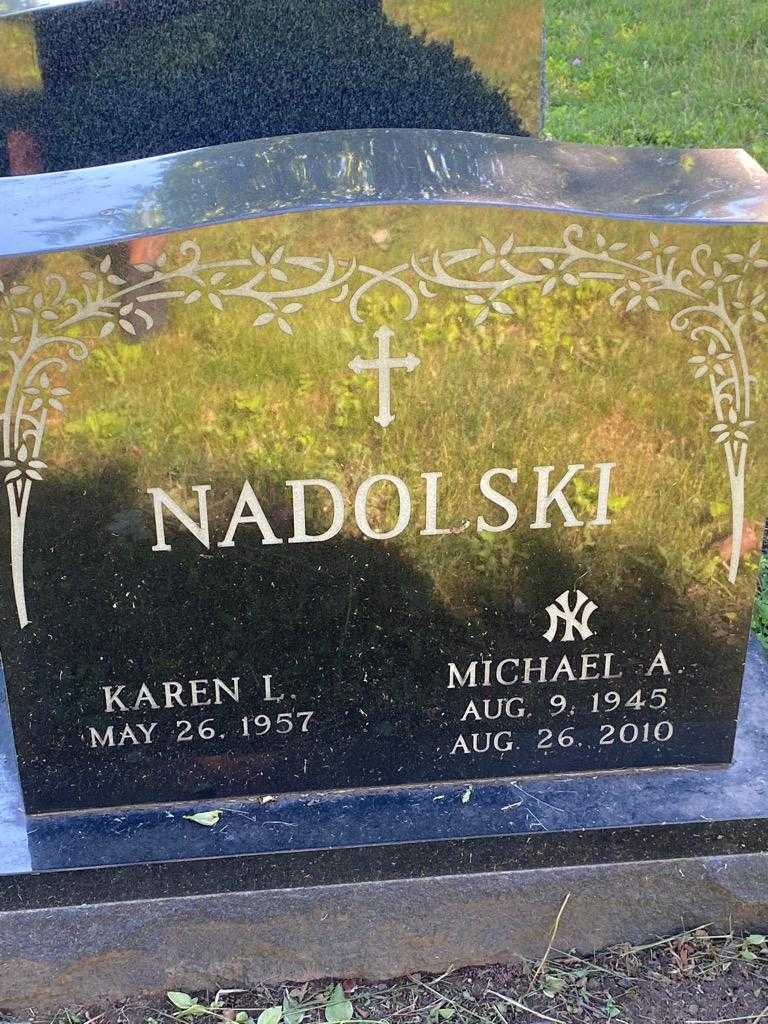 NADOLSKI
NY
KAREN L.
MAY 26, 1957
MICHAEL A.
AUG. 9, 1945
AUG. 26, 2010